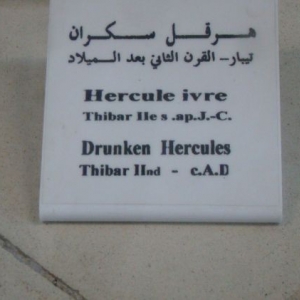 هرقل سكران
تيبار- القرن الثاني بعد الميلاد
Hercule ivre
Thibar IIe s .ap.J.-C.
Drunken Hercules
Thibar IInd - c.A.D